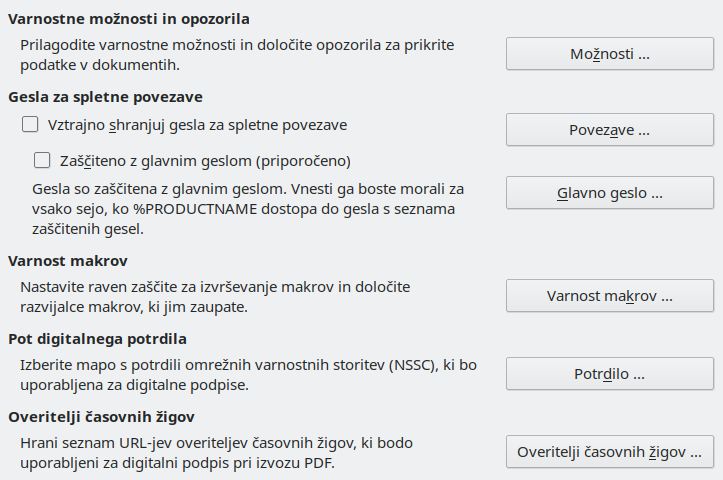 Varnostne možnosti in opozorila
Prilagodite varnostne možnosti in določite opozorila za prikrite
podatke v dokumentih.
Možnosti ...
Gesla za spletne povezave
Vztrajno shranjuj gesla za spletne povezave
Povezave ...
Zaščiteno z glavnim geslom (priporočeno)
Gesla so zaščitena z glavnim geslom. Vnesti ga boste morali za
vsako sejo, ko %PRODUCTNAME dostopa do gesla s seznama
zaščitenih gesel.
Glavno geslo ...
Varnost makrov
Nastavite raven zaščite za izvrševanje makrov in določite
razvijalce makrov, ki jim zaupate.
Varnost makrov ...
Pot digitalnega potrdila
Izberite mapo s potrdili omrežnih varnostnih storitev (NSSC), ki bo
uporabljena za digitalne podpise.
Potrdilo ...
Overitelji časovnih žigov
Hrani seznam URL-jev overiteljev časovnih žigov, ki bodo
uporabljeni za digitalni podpis pri izvozu PDF.
Overitelji časovnih žigov ...